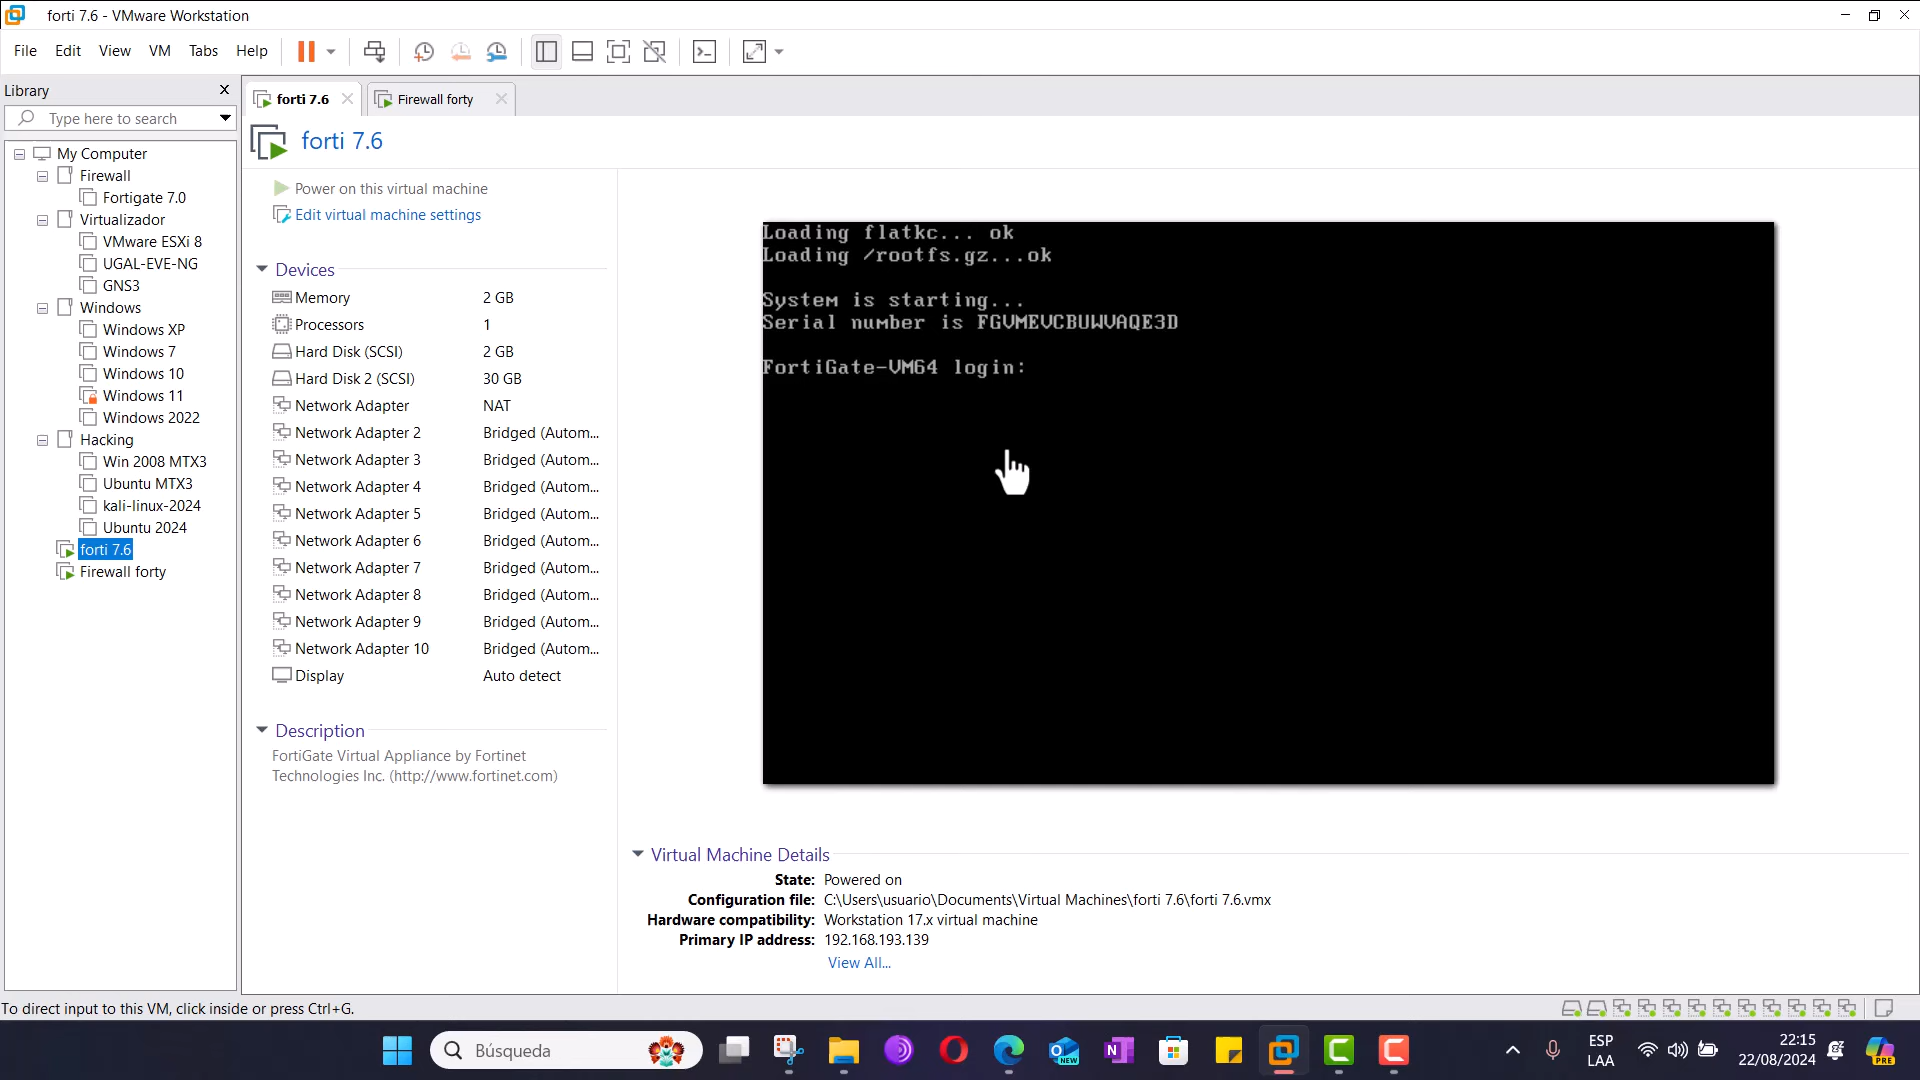 forti 7.6 - VMware Workstation
File Edit View VM Tabs Help
Library
Type here to search
My Computer
Firewall
Fortigate 7.0
Virtualizador
VMware ESXi 8
UGAL-EVE-NG
GNS3
Windows
Windows XP
Windows 7
Windows 10
Windows 11
Windows 2022
Hacking
Win 2008 MTX3
Ubuntu MTX3
kali-linux-2024
Ubuntu 2024
forti 7.6
Firewall forty
forti 7.6
Firewall forty
forti 7.6
Power on this virtual machine
Edit virtual machine settings
Devices
Memory 2 GB
Processors 1
Hard Disk (SCSI) 2 GB
Hard Disk 2 (SCSI) 30 GB
Network Adapter NAT
Network Adapter 2 Bridged (Autom...
Network Adapter 3 Bridged (Autom...
Network Adapter 4 Bridged (Autom...
Network Adapter 5 Bridged (Autom...
Network Adapter 6 Bridged (Autom...
Network Adapter 7 Bridged (Autom...
Network Adapter 8 Bridged (Autom...
Network Adapter 9 Bridged (Autom...
Network Adapter 10 Bridged (Autom...
Display Auto detect
Description
FortiGate Virtual Appliance by Fortinet
Technologies Inc. (http://www.fortinet.com)
Loading flatkc... ok
Loading /rootfs.gz...ok
System is starting...
Serial number is FGVMEVCBUWVAQE3D
FortiGate-VM64 login:
Virtual Machine Details
State: Powered on
Configuration file: C:\Users\usuario\Documents\Virtual Machines\forti 7.6\forti 7.6.vmx
Hardware compatibility: Workstation 17.x virtual machine
Primary IP address: 192.168.193.139
View All...
To direct input to this VM, click inside or press Ctrl+G.
Búsqueda
NEW
N
ESP
LAA
22:15
22/08/2024
PRE